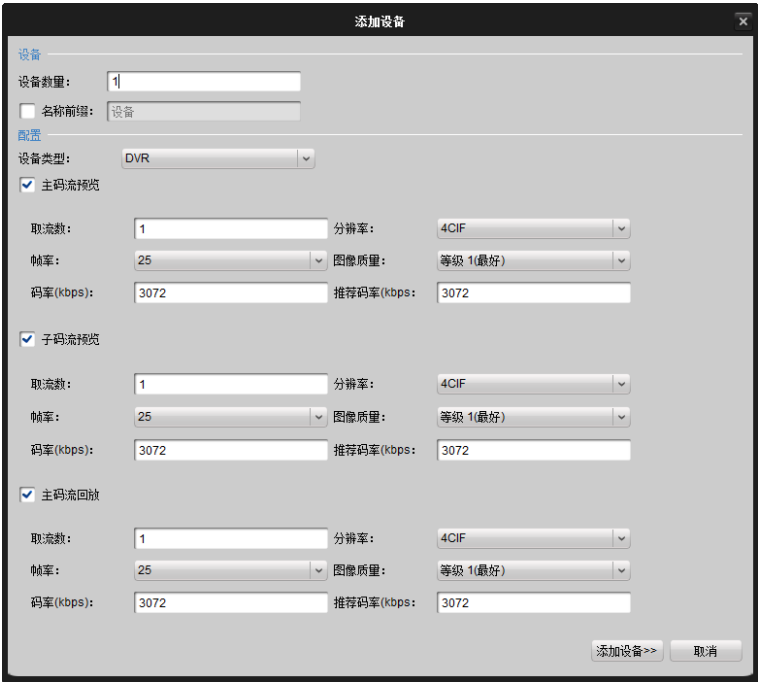 添加设备
设备
设备数量： 1
名称前缀： 设备
配置
设备类型： DVR
主码流预览
取流数： 1 分辨率： 4CIF
帧率： 25 图像质量： 等级 1(最好)
码率(kbps)： 3072 推荐码率(kbps： 3072
子码流预览
取流数： 1 分辨率： 4CIF
帧率： 25 图像质量： 等级 1(最好)
码率(kbps)： 3072 推荐码率(kbps： 3072
主码流回放
取流数： 1 分辨率： 4CIF
帧率： 25 图像质量： 等级 1(最好)
码率(kbps)： 3072 推荐码率(kbps： 3072
添加设备>> 取消